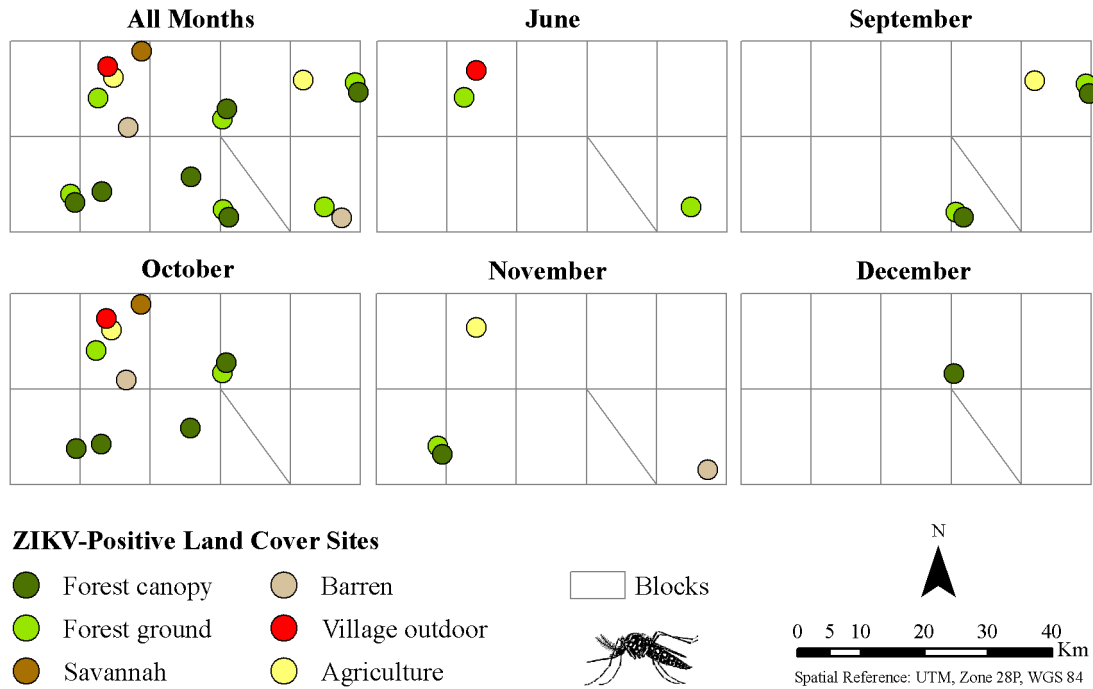 All Months
June
September
October
November
December
ZIKV-Positive Land Cover Sites
Forest canopy
Forest ground
Savannah
Barren
Village outdoor
Agriculture
Blocks
N
0 5 10 20 30 40
Km
Spatial Reference: UTM, Zone 28P, WGS 84